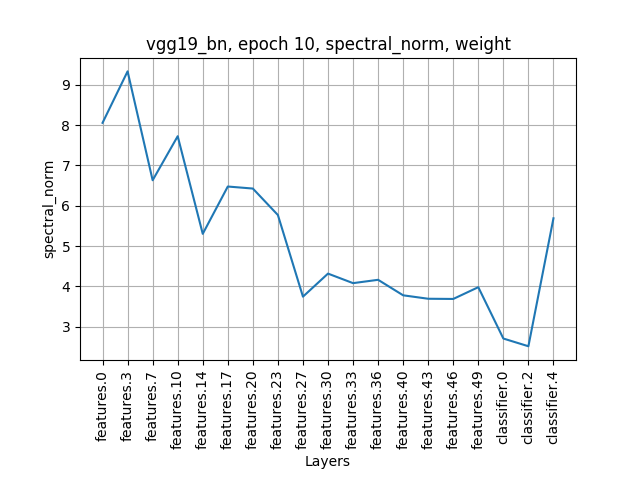 vgg19_bn, epoch 10, spectral_norm, weight
9
8
7
6
5
4
3
spectral_norm
features.0
features.3
features.7
features.10
features.14
features.17
features.20
features.23
features.27
features.30
features.33
features.36
features.40
features.43
features.46
features.49
classifier.0
classifier.2
classifier.4
Layers